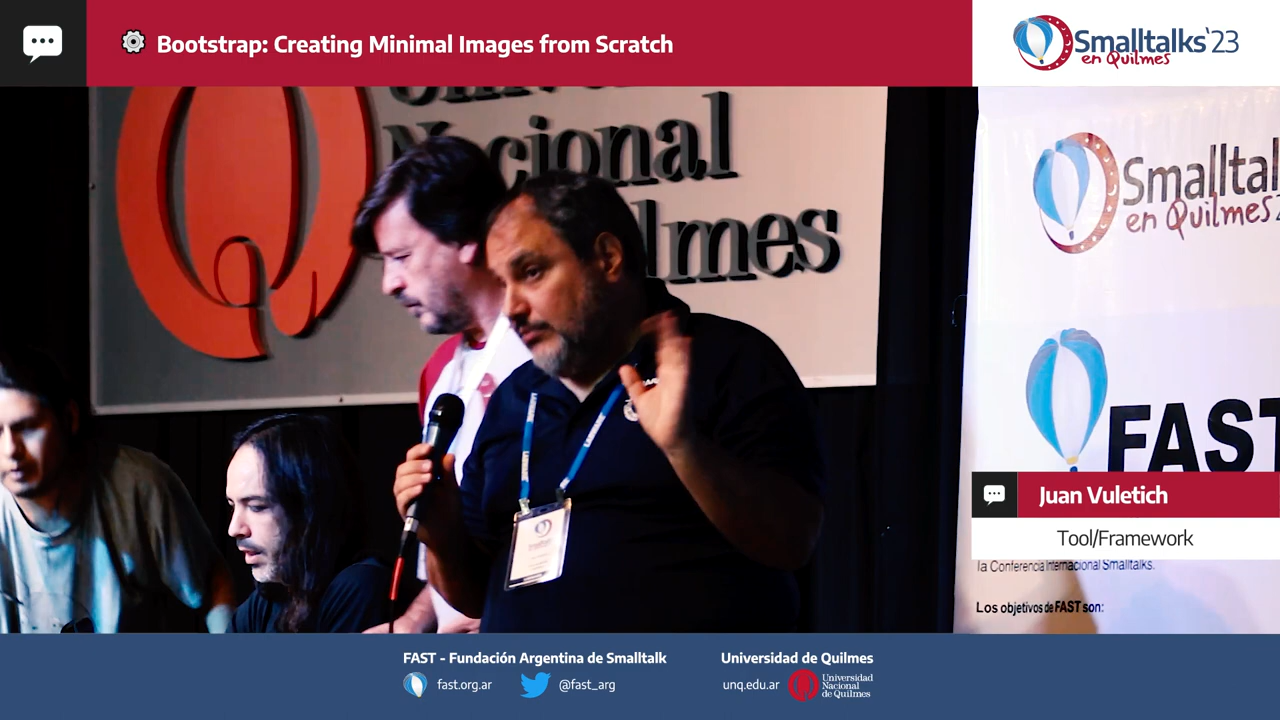 Bootstrap: Creating Minimal Images from Scratch
Smalltalks'23
en Quilmes
Nacional
lmes
Smalltal
en Quilmes
FAST
Juan Vuletich
Tool/Framework
la Conferencia Internacional Smalltalks.
Los objetivos de FAST son:
FAST - Fundación Argentina de Smalltalk
fast.org.ar
@fast_arg
Universidad de Quilmes
unq.edu.ar
Universidad
Nacional
de Quilmes